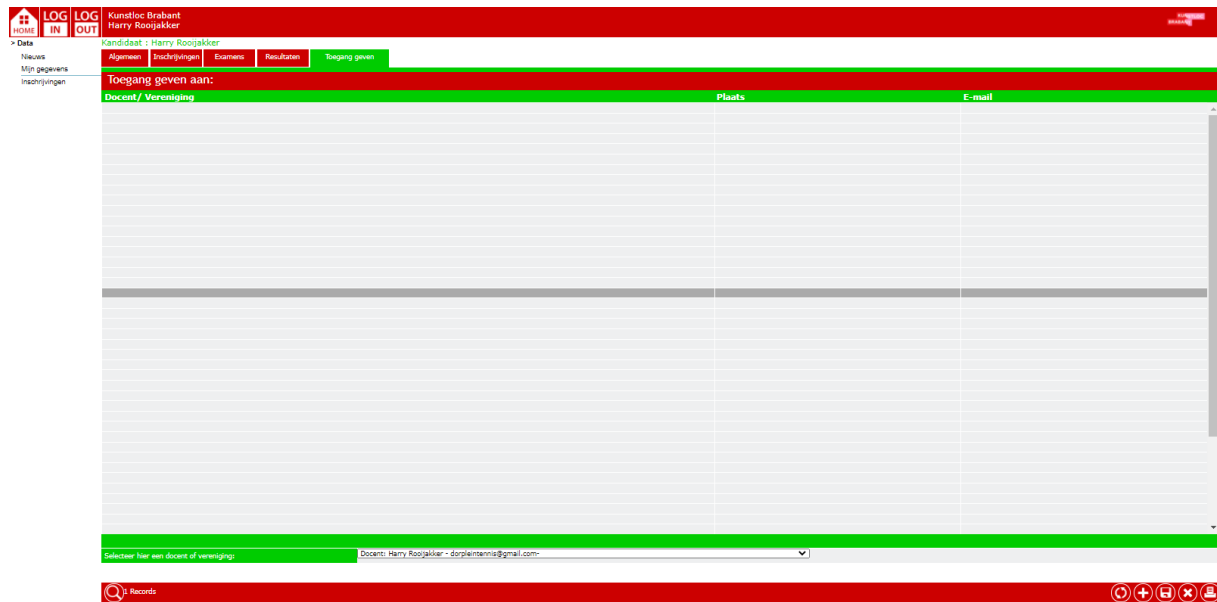 HOME
LOG IN
LOG OUT
Kunstloc Brabant
Harry Rooijakker
> Data
Nieuws
Mijn gegevens
Inschrijvingen
Kandidaat : Harry Rooijakker
Algemeen Inschrijvingen Examens Resultaten Toegang geven
Toegang geven aan:
Docent/ Vereniging Plaats E-mail
Selecteer hier een docent of vereniging: Docent: Harry Rooijakker - dorpleintennis@gmail.com-
1 Records